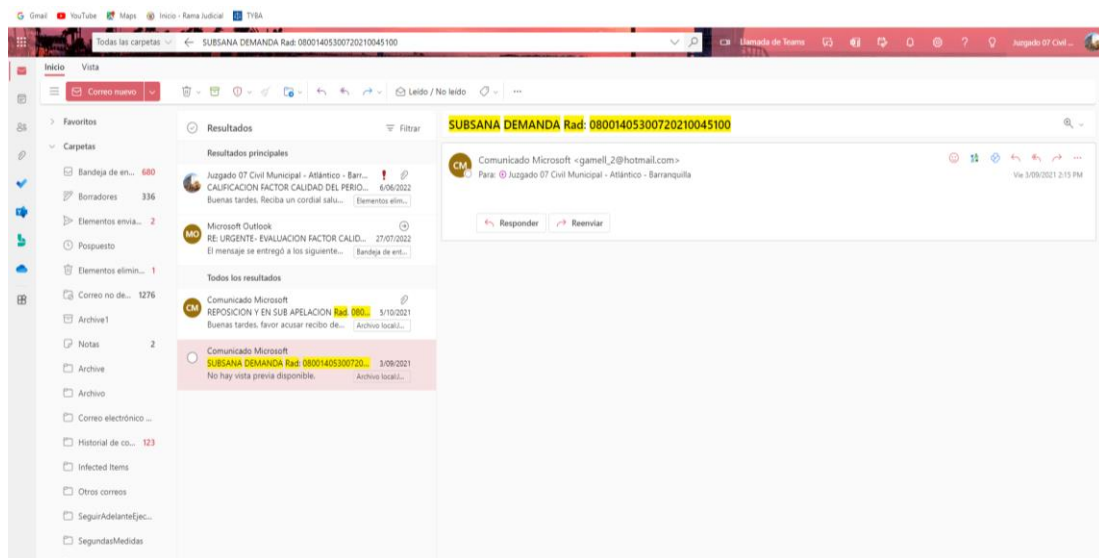 Gmail YouTube Maps Inicio - Rama Judicial TYBA
Todas las carpetas SUBSANA DEMANDA Rad: 08001405300720210045100 Llamada de Teams Juzgado 07 Civil ...
Inicio Vista
Correo nuevo Leído / No leído
Favoritos
Carpetas
Bandeja de en... 680
Borradores 336
Elementos envia... 2
Pospuesto
Elementos elimin... 1
Correo no de... 1276
Archive1
Notas 2
Archive
Archivo
Correo electrónico ...
Historial de co... 123
Infected Items
Otros correos
SeguirAdelanteEjec...
SegundasMedidas
Resultados Filtrar
Resultados principales
Juzgado 07 Civil Municipal - Atlántico - Barr...
CALIFICACION FACTOR CALIDAD DEL PERIO... 6/06/2022
Buenas tardes, Reciba un cordial salu... Elementos elim...
MO Microsoft Outlook
RE: URGENTE- EVALUACION FACTOR CALID... 27/07/2022
El mensaje se entregó a los siguiente... Bandeja de ent...
Todos los resultados
CM Comunicado Microsoft
REPOSICION Y EN SUB APELACION Rad. 080... 5/10/2021
Buenas tardes, favor acusar recibo de... Archivo local:I...
Comunicado Microsoft
SUBSANA DEMANDA Rad: 08001405300720... 3/09/2021
No hay vista previa disponible. Archivo local:I...
SUBSANA DEMANDA Rad: 08001405300720210045100
CM Comunicado Microsoft <gamell_2@hotmail.com>
Para: Juzgado 07 Civil Municipal - Atlántico - Barranquilla
Vie 3/09/2021 2:13 PM
Responder Reenviar